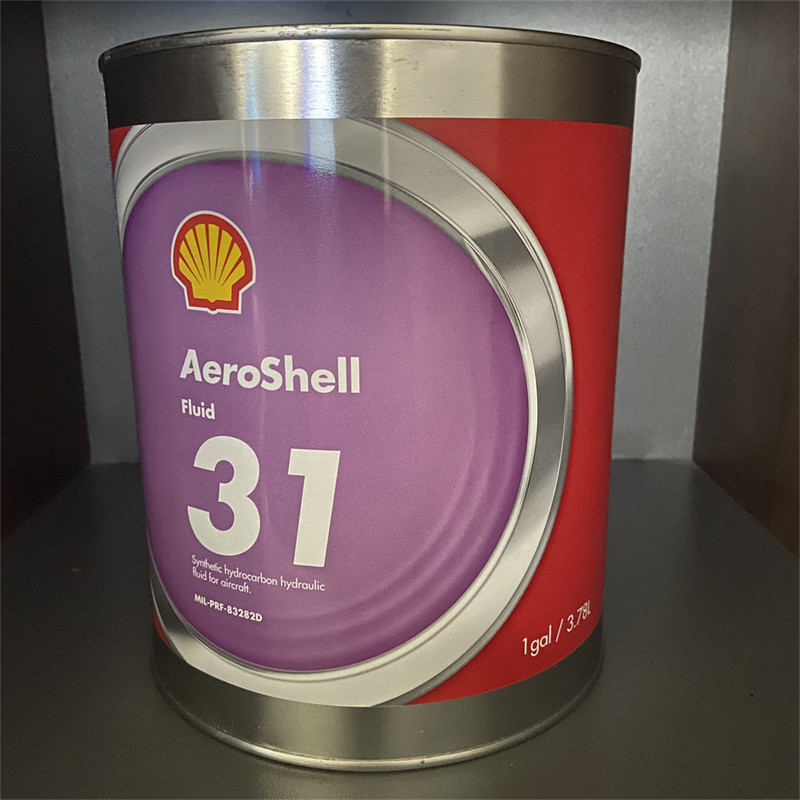 AeroShell
Fluid
31
Synthetic hydrocarbon hydraulic
fluid for aircraft.
MIL-PRF-83282D
1gal / 3.78L